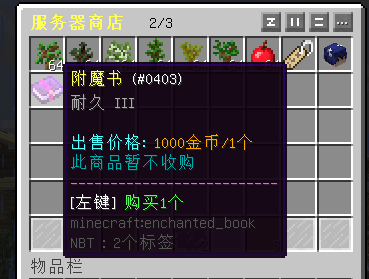 服务器商店 2/3
64
附魔书 (#0403)
耐久 III
出售价格: 1000金币/1个
此商品暂不收购
--------------------
[左键] 购买1个
minecraft:enchanted_book
NBT : 2个标签
物品栏